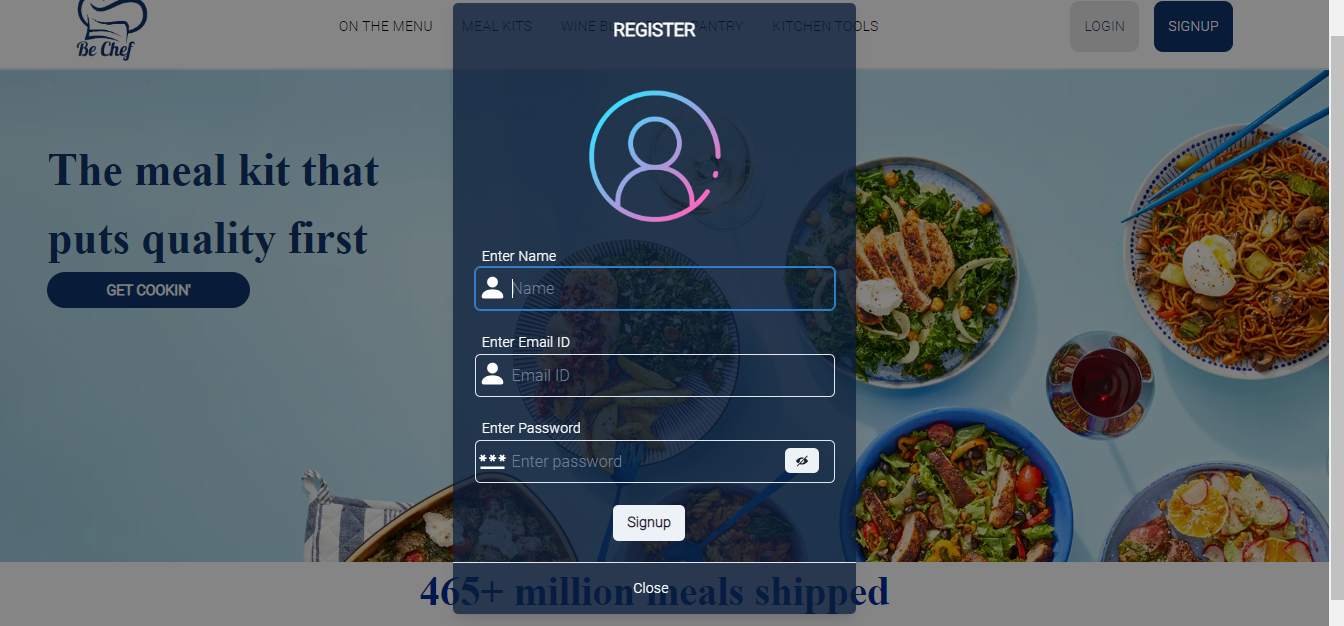 Be Chef
ON THE MENU
MEAL KITS
WINE B
PANTRY
KITCHEN TOOLS
LOGIN
SIGNUP
REGISTER
The meal kit that
puts quality first
GET COOKIN'
Enter Name
Name
Enter Email ID
Email ID
Enter Password
*** Enter password
Signup
465+ million meals shipped
Close